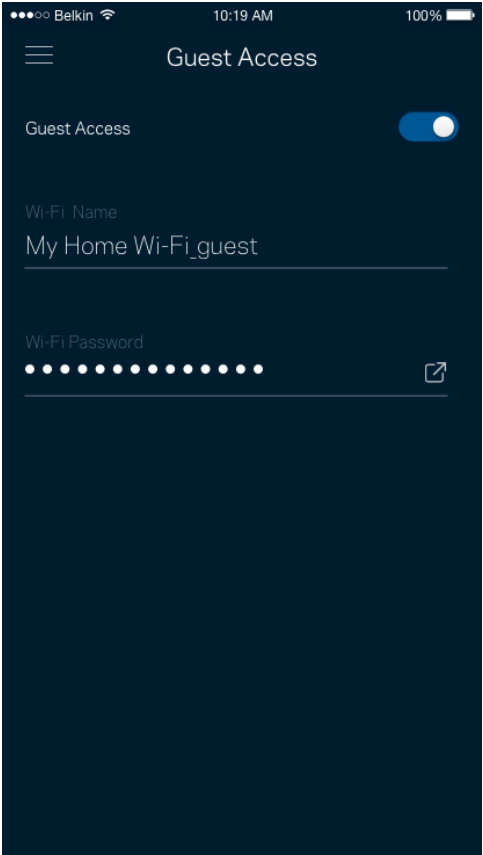 Belkin 10:19 AM 100%
Guest Access
Guest Access
Wi-Fi Name
My Home Wi-Fi_guest
Wi-Fi Password
●●●●●●●●●●●●●●